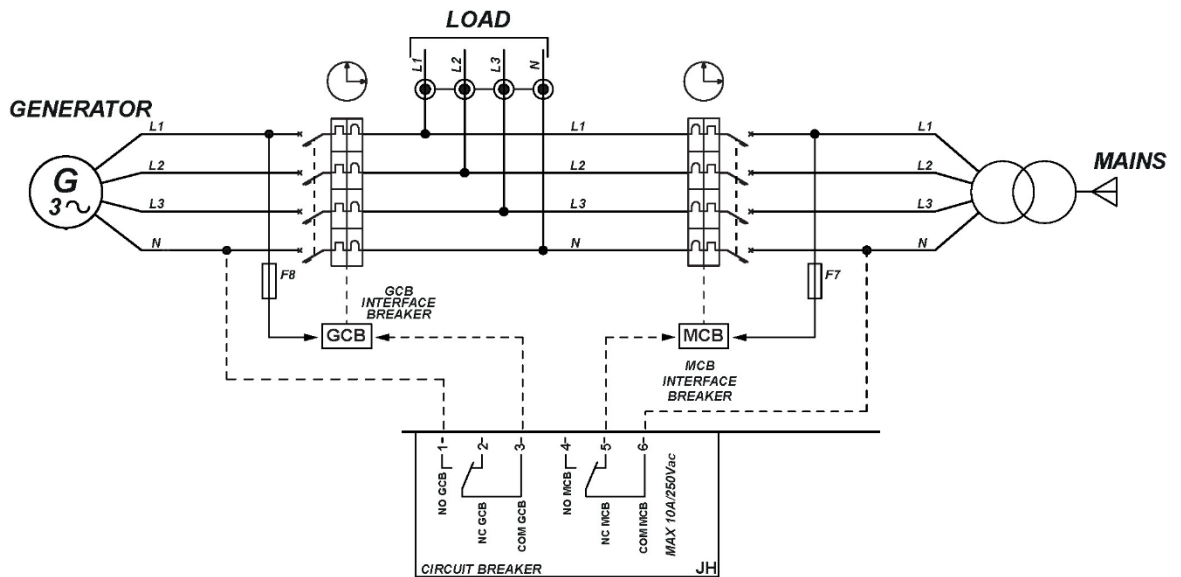 LOAD
L1
L2
L3
N
GENERATOR
L1
L1
L1
L2
L2
L2
MAINS
G
3
L3
L3
L3
N
N
N
F8
F7
GCB
INTERFACE
BREAKER
GCB
MCB
MCB
INTERFACE
BREAKER
1
2
3
4
5
6
NO GCB
NC GCB
COM GCB
NO MCB
NC MCB
COM MCB
MAX 10A/250Vac
CIRCUIT BREAKER
JH